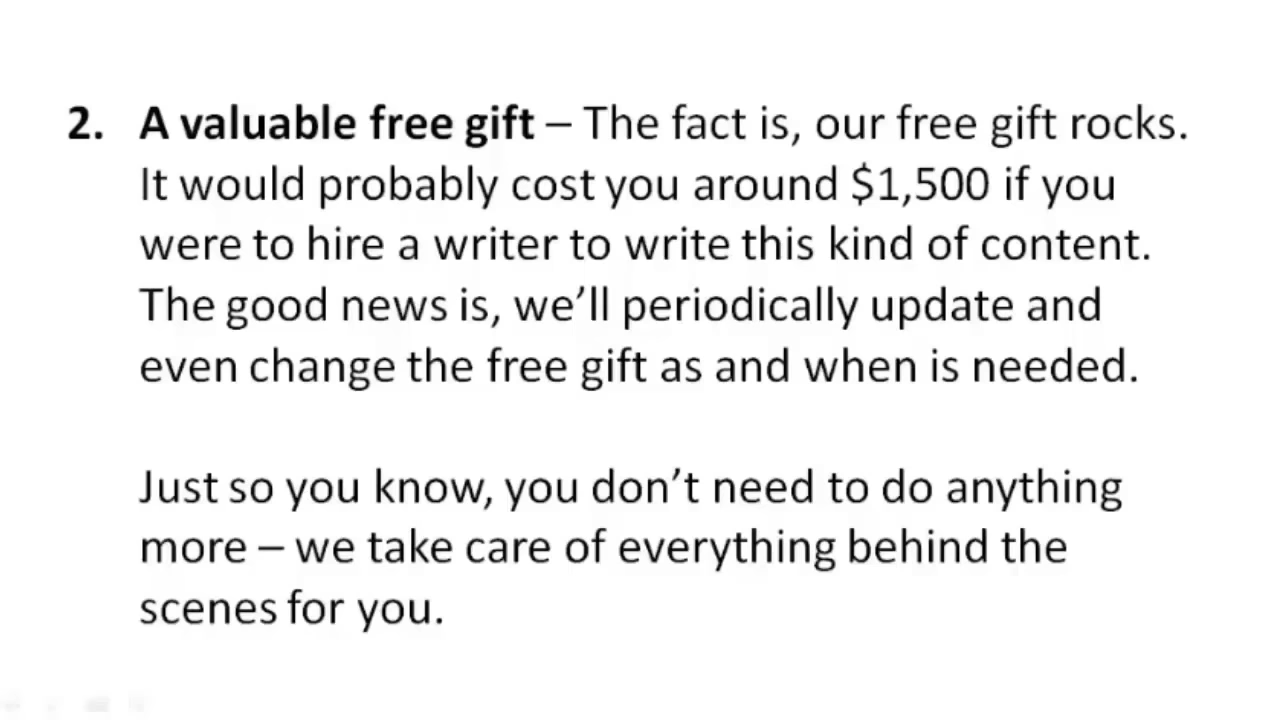 2. A valuable free gift – The fact is, our free gift rocks.
It would probably cost you around $1,500 if you
were to hire a writer to write this kind of content.
The good news is, we’ll periodically update and
even change the free gift as and when is needed.
Just so you know, you don’t need to do anything
more – we take care of everything behind the
scenes for you.